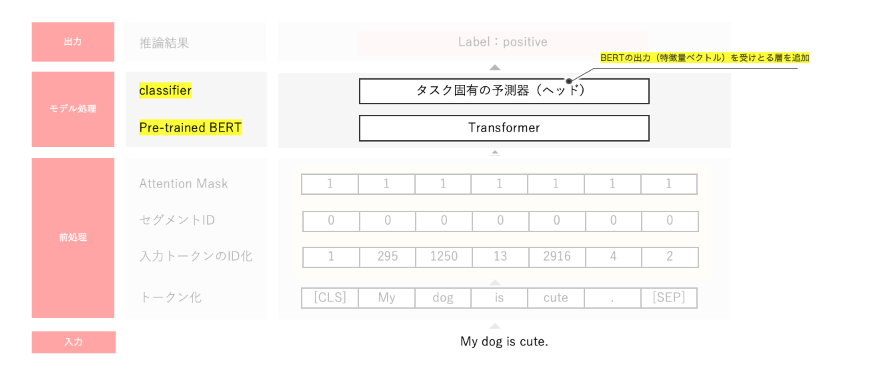 出力 推論結果 Label：positive
BERTの出力（特徴量ベクトル）を受けとる層を追加
モデル処理
classifier タスク固有の予測器（ヘッド）
Pre-trained BERT Transformer
前処理
Attention Mask 1 1 1 1 1 1 1
セグメントID 0 0 0 0 0 0 0
入力トークンのID化 1 295 1250 13 2916 4 2
トークン化 [CLS] My dog is cute . [SEP]
入力 My dog is cute.